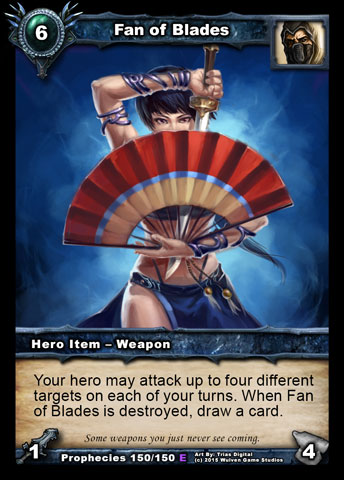 6
Fan of Blades
Hero Item – Weapon
Your hero may attack up to four different
targets on each of your turns. When Fan
of Blades is destroyed, draw a card.
Some weapons you just never see coming.
1
4
Prophecies 150/150 E
Art By: Trias Digital
(c) 2015 Wulven Game Studios